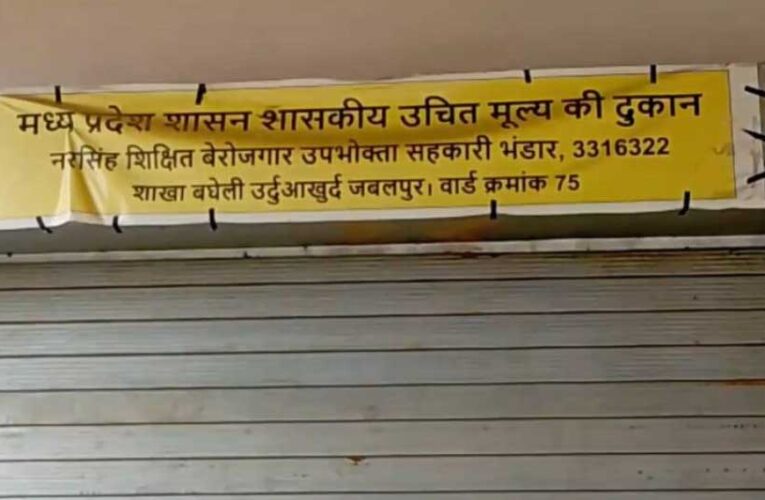 मध्य प्रदेश शासन शासकीय उचित मूल्य की दुकान
नरसिंह शिक्षित बेरोजगार उपभोक्ता सहकारी भंडार, 3316322
शाखा बघेली उर्दुआखुर्द जबलपुर। वार्ड क्रमांक 75